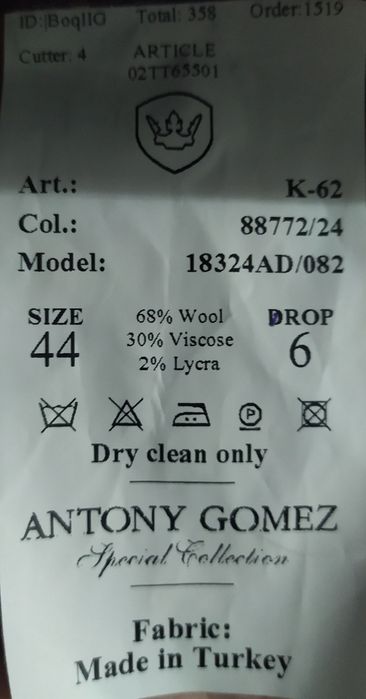 ID:|BoqIIG Total: 358 Order:1519
Cutter: 4 ARTICLE
02TT65501
Art.: K-62
Col.: 88772/24
Model: 18324AD/082
SIZE 68% Wool DROP
44 30% Viscose 6
2% Lycra
P
Dry clean only
ANTONY GOMEZ
Special Collection
Fabric:
Made in Turkey